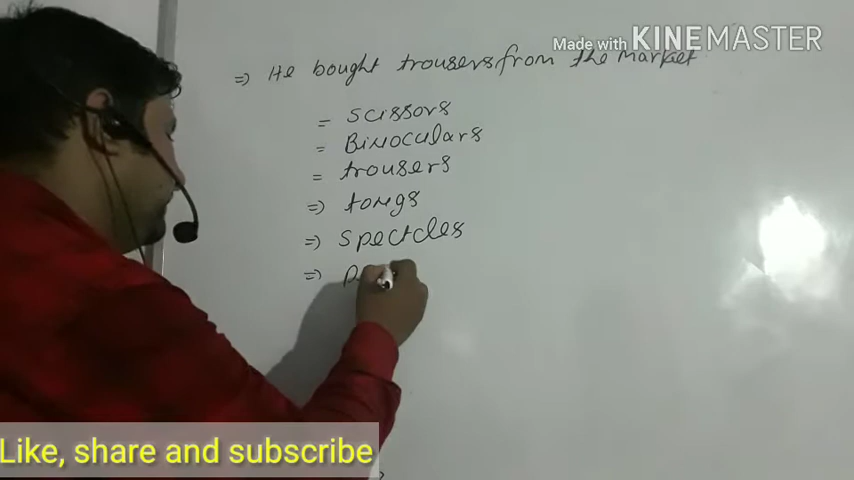 Made with KINEMASTER
⇒ He bought trousers from the market
= scissors
= Binoculars
= trousers
⇒ tongs
⇒ spectcles
⇒ p
Like, share and subscribe